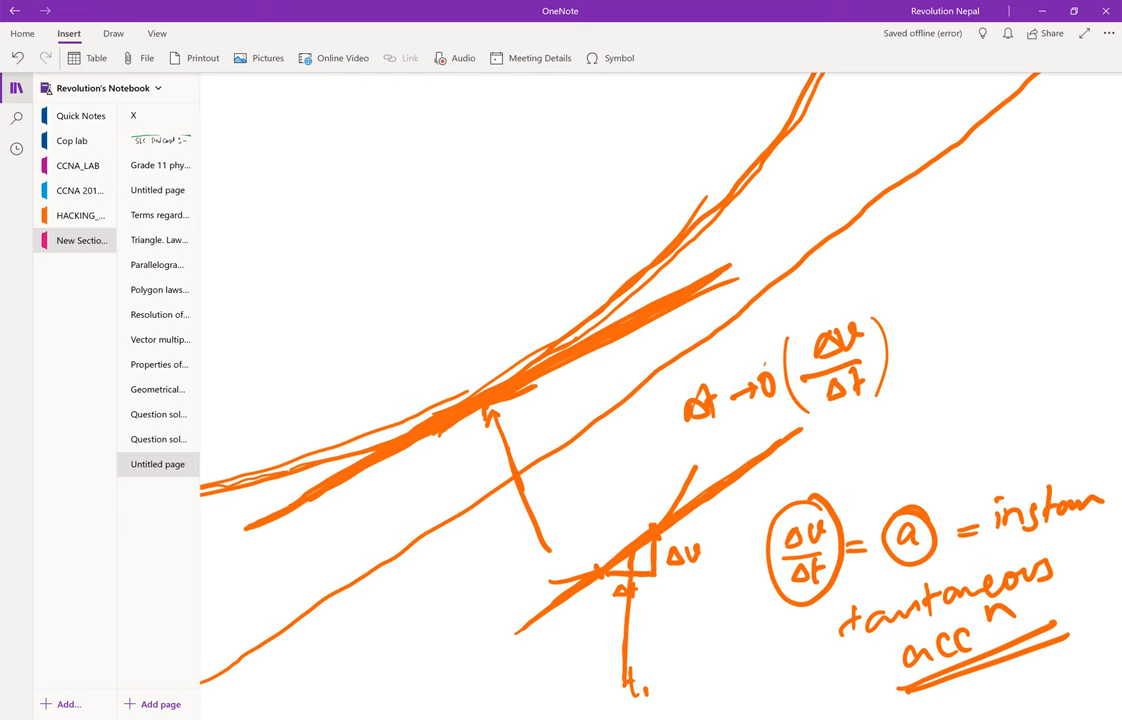 OneNote
Revolution Nepal
Home Insert Draw View
Saved offline (error)
Share
Table File Printout Pictures Online Video Link Audio Meeting Details Symbol
Revolution's Notebook
Quick Notes
Cop lab
CCNA_LAB
CCNA 201...
HACKING_...
New Sectio...
Add...
X
Grade 11 phy...
Untitled page
Terms regard...
Triangle. Law...
Parallelogra...
Polygon laws...
Resolution of...
Vector multip...
Properties of...
Geometrical...
Question sol...
Question sol...
Untitled page
Add page
Δt → 0 (Δv/Δt)
Δv
Δt
t₁
Δv/Δt = a = instan
tantaneous
accⁿ